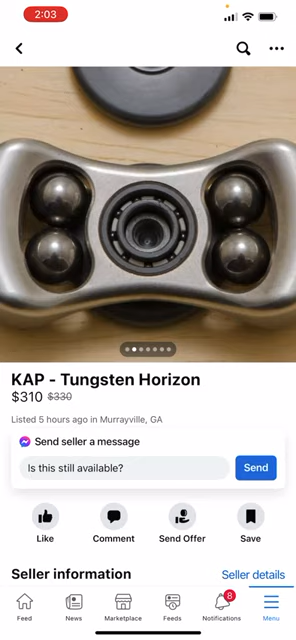 2:03
KAP - Tungsten Horizon
$310 $330
Listed 5 hours ago in Murrayville, GA
Send seller a message
Is this still available?
Send
Like Comment Send Offer Save
Seller information Seller details
8
Feed News Marketplace Feeds Notifications Menu